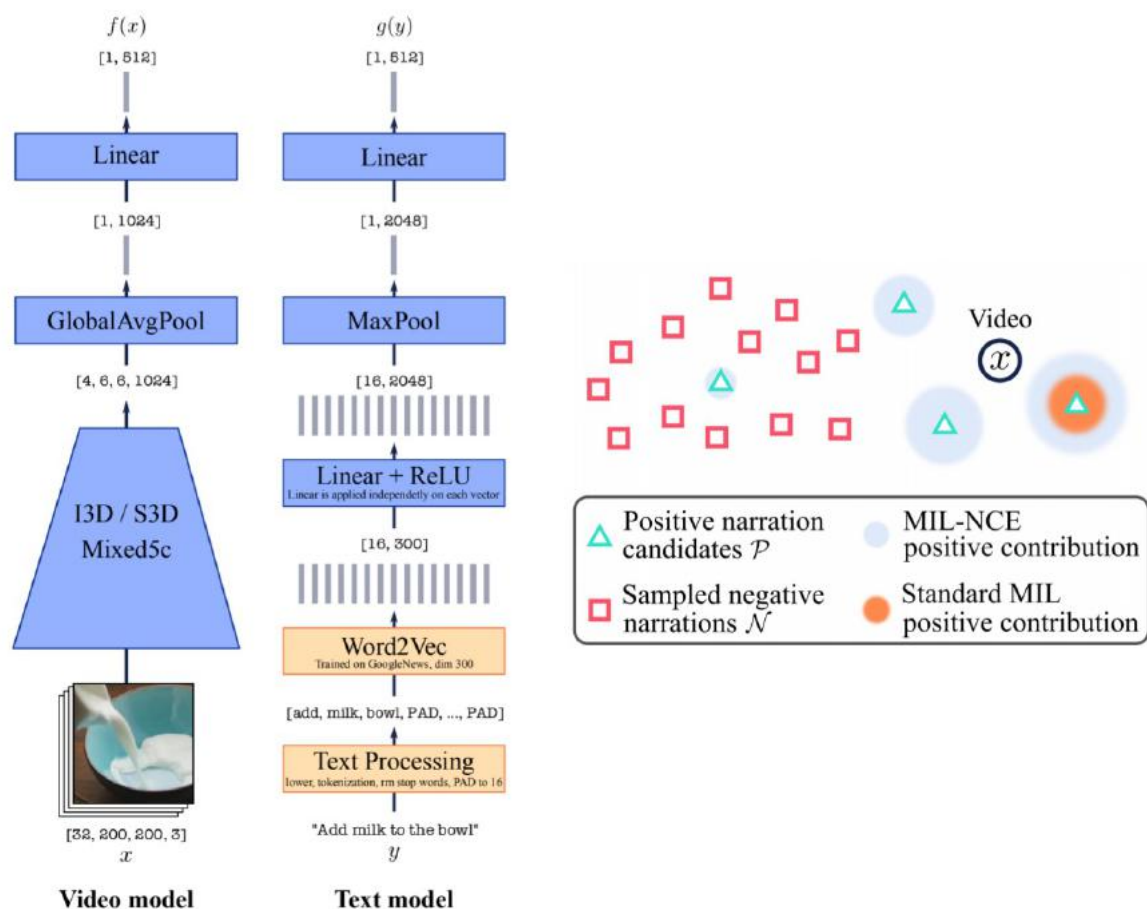 f(x)
[1, 512]
Linear
[1, 1024]
GlobalAvgPool
[4, 6, 6, 1024]
I3D / S3D
Mixed5c
[32, 200, 200, 3]
x
Video model
g(y)
[1, 512]
Linear
[1, 2048]
MaxPool
[16, 2048]
Linear + ReLU
Linear is applied independetly on each vector
[16, 300]
Word2Vec
Trained on GoogleNews, dim 300
[add, milk, bowl, PAD, ..., PAD]
Text Processing
lower, tokenization, rm stop words, PAD to 16
"Add milk to the bowl"
y
Text model
Video
x
Positive narration
candidates P
MIL-NCE
positive contribution
Sampled negative
narrations N
Standard MIL
positive contribution